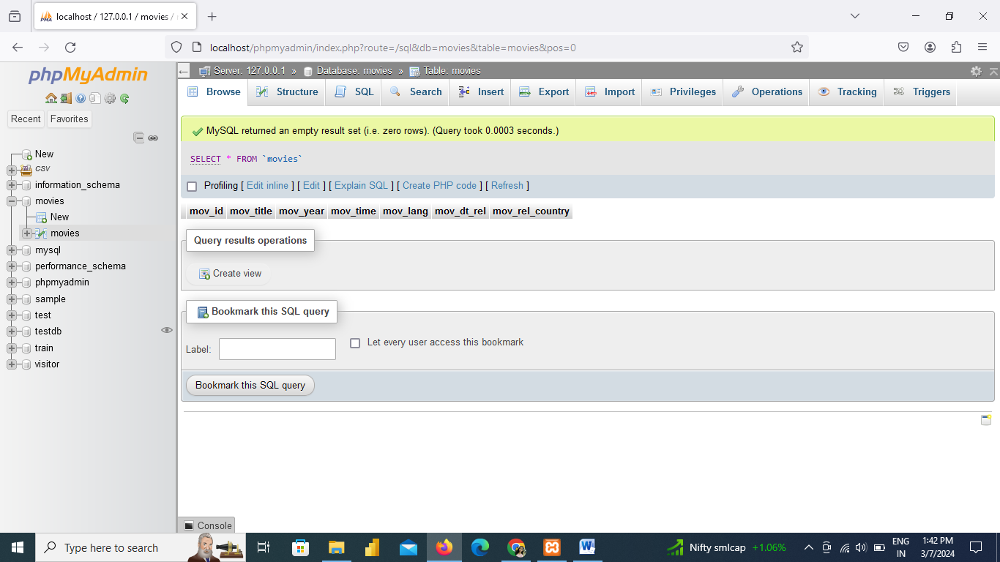 localhost / 127.0.0.1 / movies /
localhost/phpmyadmin/index.php?route=/sql&db=movies&table=movies&pos=0
phpMyAdmin
Recent Favorites
New
csv
information_schema
movies
New
movies
mysql
performance_schema
phpmyadmin
sample
test
testdb
train
visitor
Server: 127.0.0.1 » Database: movies » Table: movies
Browse Structure SQL Search Insert Export Import Privileges Operations Tracking Triggers
MySQL returned an empty result set (i.e. zero rows). (Query took 0.0003 seconds.)
SELECT * FROM `movies`
Profiling [ Edit inline ] [ Edit ] [ Explain SQL ] [ Create PHP code ] [ Refresh ]
mov_id mov_title mov_year mov_time mov_lang mov_dt_rel mov_rel_country
Query results operations
Create view
Bookmark this SQL query
Label: Let every user access this bookmark
Bookmark this SQL query
Console
Type here to search
Nifty smlcap +1.06%
ENG
IN
1:42 PM
3/7/2024